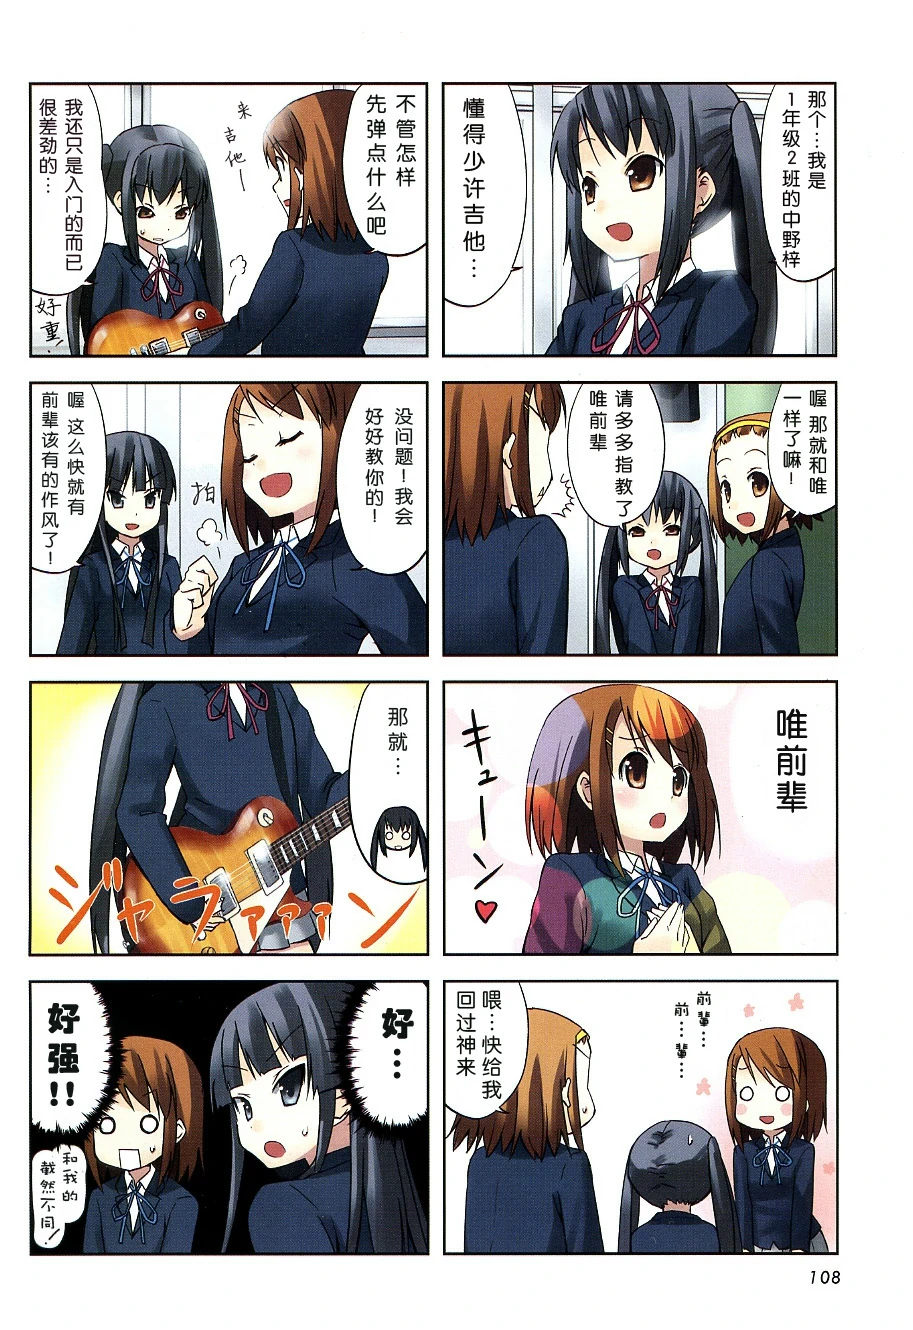 那个…我是
1年级2班的中野梓
懂得少许吉他…
喔 那就和唯
一样了嘛！
请多多指教了
唯前辈
唯前辈
キューン♥
前辈…
前…辈…
喂…快给我
回过神来
不管怎样
先弹点什么吧
来吉他ー
我还只是入门的而已
很差劲的…
好重！
没问题！我会
好好教你的！
拍
喔 这么快就有
前辈该有的作风了！
那就…
ジャラァァァァン
好…
好强!!
和我的
截然不同！
108